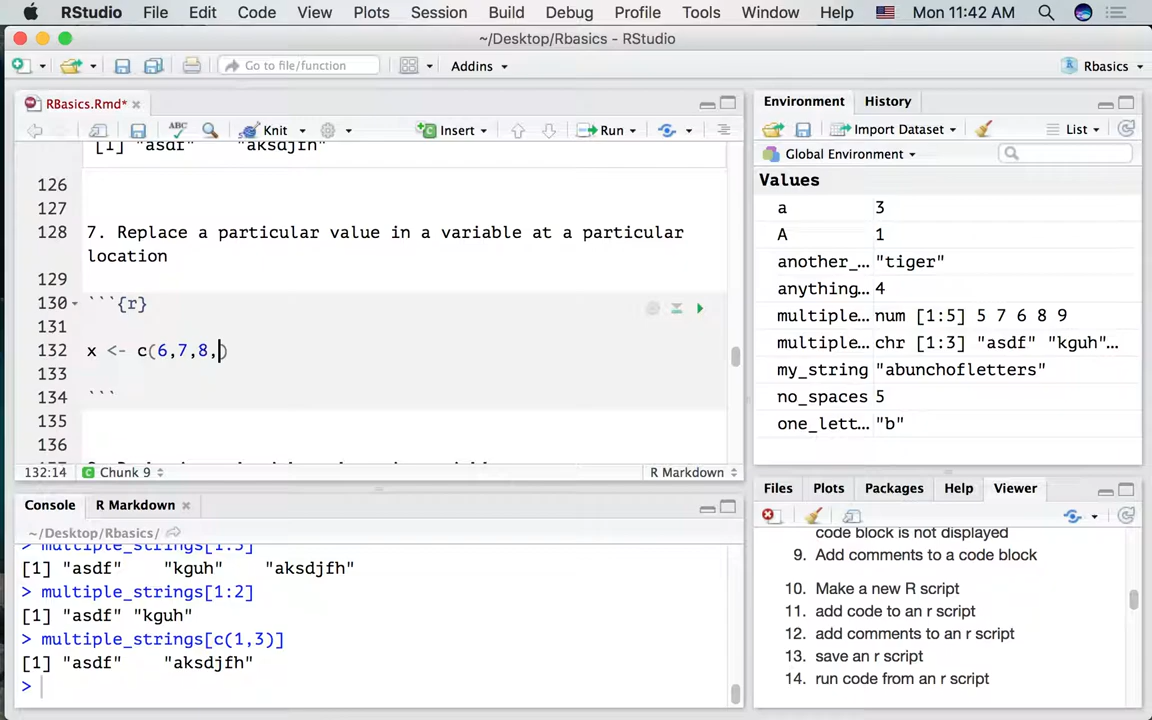 RStudio File Edit Code View Plots Session Build Debug Profile Tools Window Help Mon 11:42 AM
~/Desktop/Rbasics - RStudio
Go to file/function Addins Rbasics
RBasics.Rmd*
ABC Knit Insert Run
[1] "asdf" "aksdjfh"
126
127
128 7. Replace a particular value in a variable at a particular
location
129
130 ```{r}
131
132 x <- c(6,7,8,)
133
134 ```
135
136
132:14 C Chunk 9 R Markdown
Console R Markdown
~/Desktop/Rbasics/
> multiple_strings[1:3]
[1] "asdf" "kguh" "aksdjfh"
> multiple_strings[1:2]
[1] "asdf" "kguh"
> multiple_strings[c(1,3)]
[1] "asdf" "aksdjfh"
>
Environment History
Import Dataset List
Global Environment
Values
a 3
A 1
another_... "tiger"
anything... 4
multiple... num [1:5] 5 7 6 8 9
multiple... chr [1:3] "asdf" "kguh"...
my_string "abunchofletters"
no_spaces 5
one_lett... "b"
Files Plots Packages Help Viewer
code block is not displayed
9. Add comments to a code block
10. Make a new R script
11. add code to an r script
12. add comments to an r script
13. save an r script
14. run code from an r script